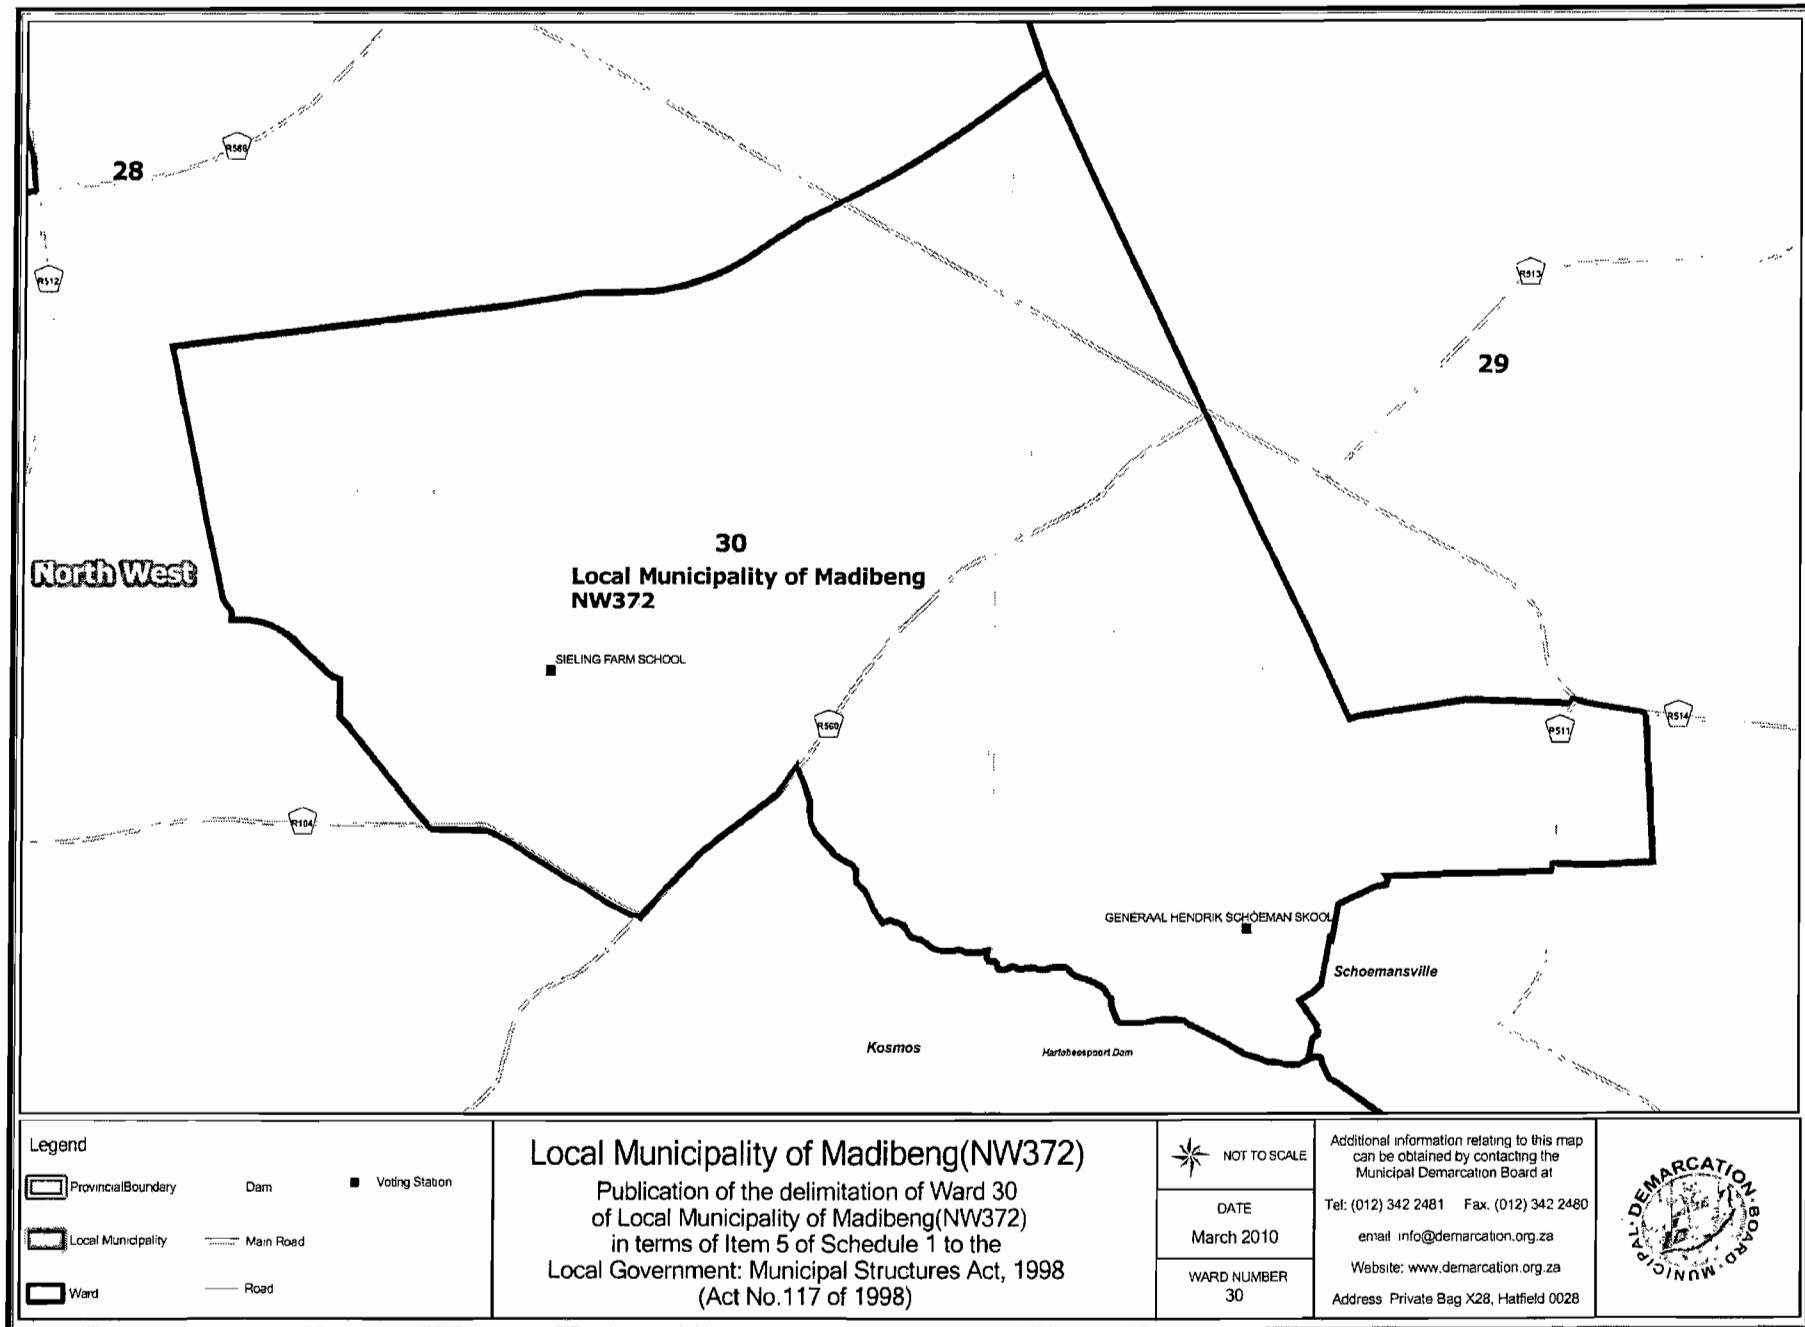 28
R566
R512
R513
29
30
Local Municipality of Madibeng
NW372
North West
SIELING FARM SCHOOL
R560
R514
R511
R104
GENERAAL HENDRIK SCHOEMAN SKOOL
Schoemansville
Kosmos
Hartebeespoort Dam
Legend
ProvincialBoundary
Dam
Voting Station
Local Municipality
Main Road
Ward
Road
Local Municipality of Madibeng(NW372)
Publication of the delimitation of Ward 30
of Local Municipality of Madibeng(NW372)
in terms of Item 5 of Schedule 1 to the
Local Government: Municipal Structures Act, 1998
(Act No.117 of 1998)
NOT TO SCALE
DATE
March 2010
WARD NUMBER
30
Additional information relating to this map
can be obtained by contacting the
Municipal Demarcation Board at
Tel: (012) 342 2481 Fax. (012) 342 2480
email info@demarcation.org.za
Website: www.demarcation.org.za
Address Private Bag X28, Hatfield 0028
MUNICIPAL · DEMARCATION · BOARD